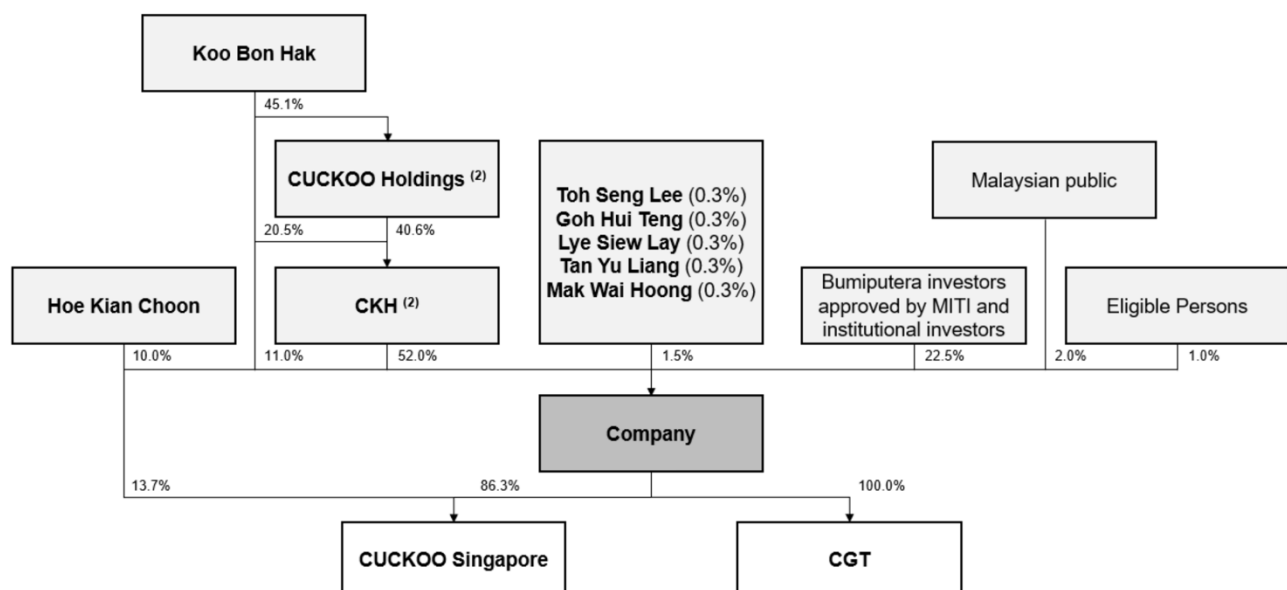 Koo Bon Hak
45.1%
CUCKOO Holdings (2)
Toh Seng Lee (0.3%)
Goh Hui Teng (0.3%)
Lye Siew Lay (0.3%)
Tan Yu Liang (0.3%)
Mak Wai Hoong (0.3%)
Malaysian public
20.5%
40.6%
Hoe Kian Choon
CKH (2)
Bumiputera investors
approved by MITI and
institutional investors
Eligible Persons
10.0%
11.0%
52.0%
1.5%
22.5%
2.0%
1.0%
Company
13.7%
86.3%
100.0%
CUCKOO Singapore
CGT